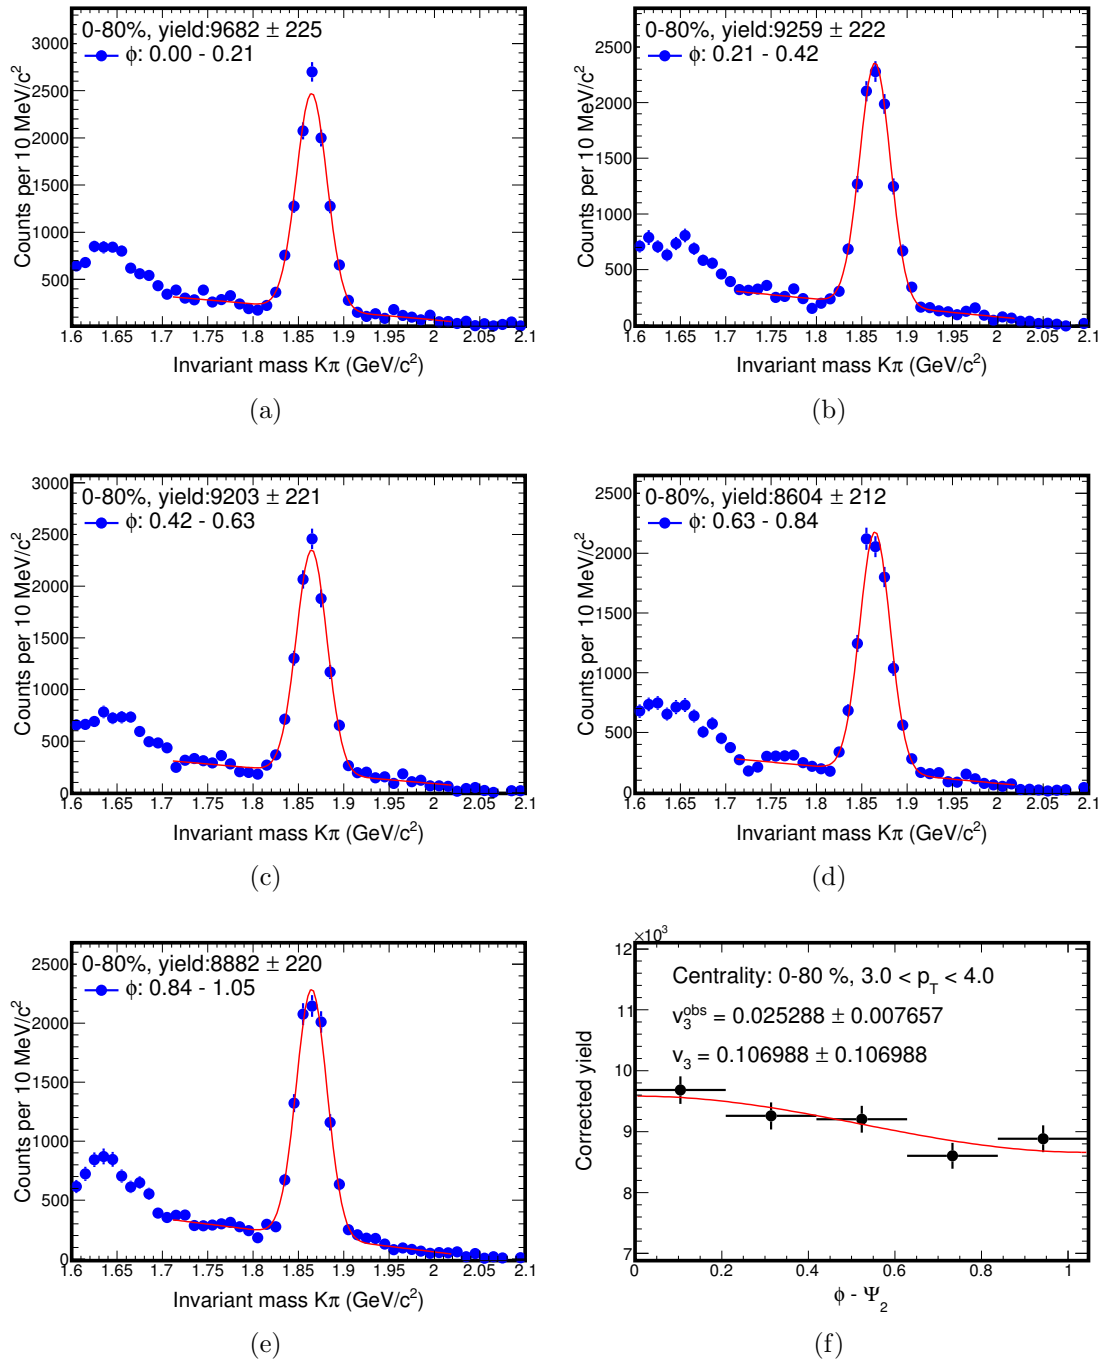 0-80%, yield:9682 ± 225
ϕ: 0.00 - 0.21
Counts per 10 MeV/c²
3000
2500
2000
1500
1000
500
0
1.6 1.65 1.7 1.75 1.8 1.85 1.9 1.95 2 2.05 2.1
Invariant mass Kπ (GeV/c²)
(a)
0-80%, yield:9259 ± 222
ϕ: 0.21 - 0.42
Counts per 10 MeV/c²
2500
2000
1500
1000
500
0
1.6 1.65 1.7 1.75 1.8 1.85 1.9 1.95 2 2.05 2.1
Invariant mass Kπ (GeV/c²)
(b)
0-80%, yield:9203 ± 221
ϕ: 0.42 - 0.63
Counts per 10 MeV/c²
3000
2500
2000
1500
1000
500
0
1.6 1.65 1.7 1.75 1.8 1.85 1.9 1.95 2 2.05 2.1
Invariant mass Kπ (GeV/c²)
(c)
0-80%, yield:8604 ± 212
ϕ: 0.63 - 0.84
Counts per 10 MeV/c²
2500
2000
1500
1000
500
0
1.6 1.65 1.7 1.75 1.8 1.85 1.9 1.95 2 2.05 2.1
Invariant mass Kπ (GeV/c²)
(d)
0-80%, yield:8882 ± 220
ϕ: 0.84 - 1.05
Counts per 10 MeV/c²
2500
2000
1500
1000
500
0
1.6 1.65 1.7 1.75 1.8 1.85 1.9 1.95 2 2.05 2.1
Invariant mass Kπ (GeV/c²)
(e)
×10³
Centrality: 0-80 %, 3.0 < p_T < 4.0
v₃^obs = 0.025288 ± 0.007657
v₃ = 0.106988 ± 0.106988
Corrected yield
12
11
10
9
8
7
0 0.2 0.4 0.6 0.8 1
ϕ - Ψ₂
(f)